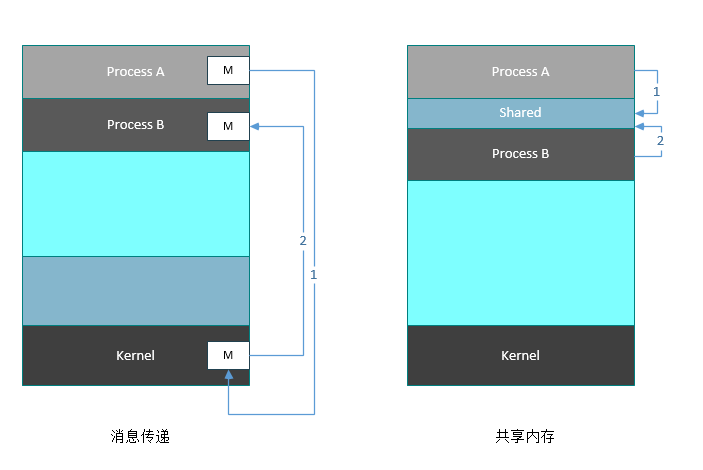 Process A
M
Process B
M
2
1
Kernel
M
消息传递
Process A
1
Shared
2
Process B
Kernel
共享内存